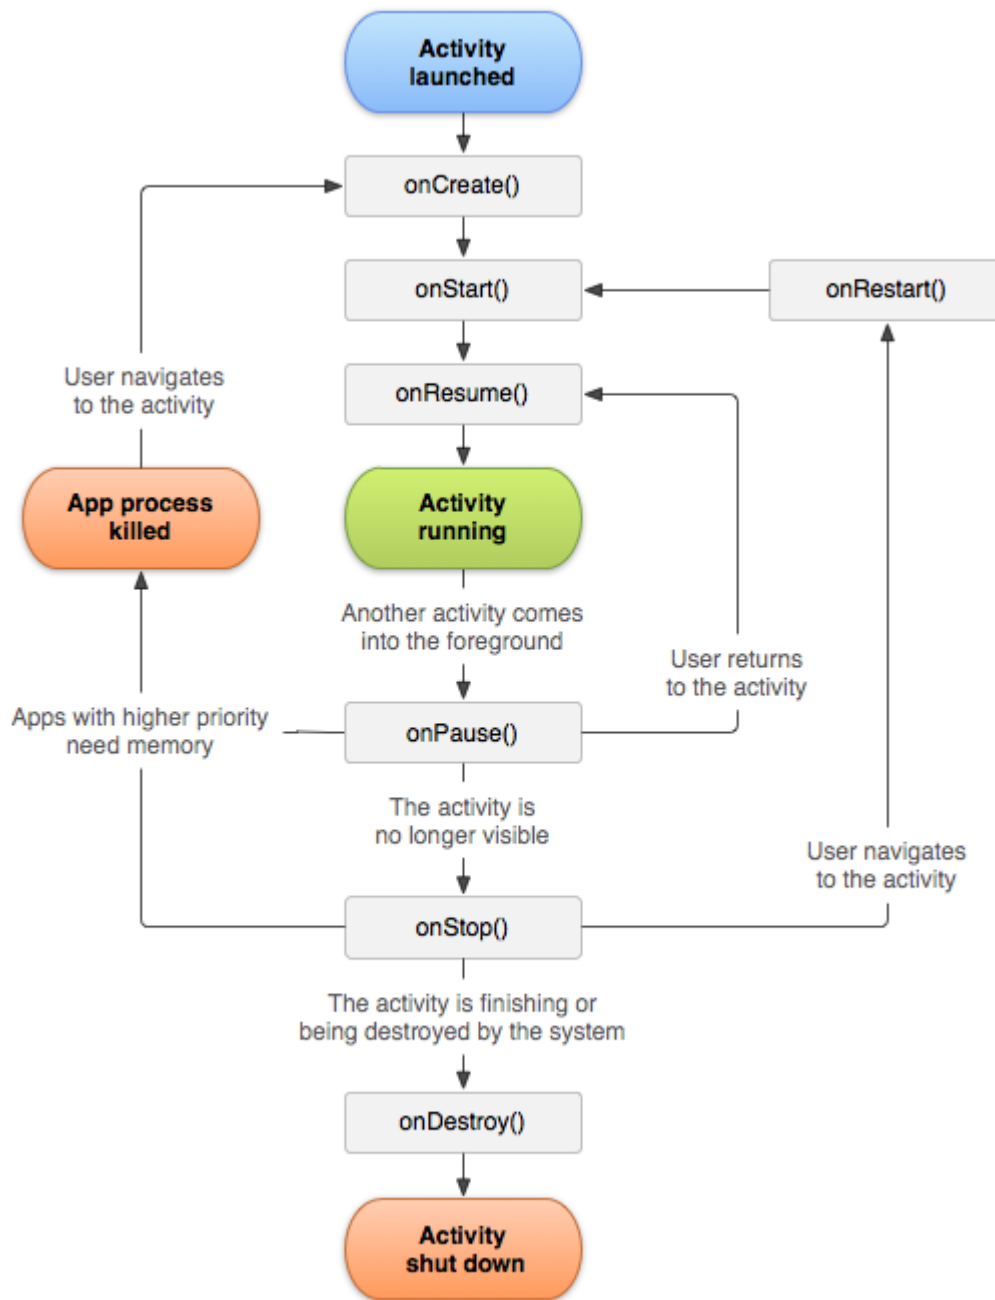 Activity
launched
onCreate()
onStart()
onRestart()
onResume()
User navigates
to the activity
App process
killed
Activity
running
Another activity comes
into the foreground
User returns
to the activity
Apps with higher priority
need memory
onPause()
The activity is
no longer visible
User navigates
to the activity
onStop()
The activity is finishing or
being destroyed by the system
onDestroy()
Activity
shut down